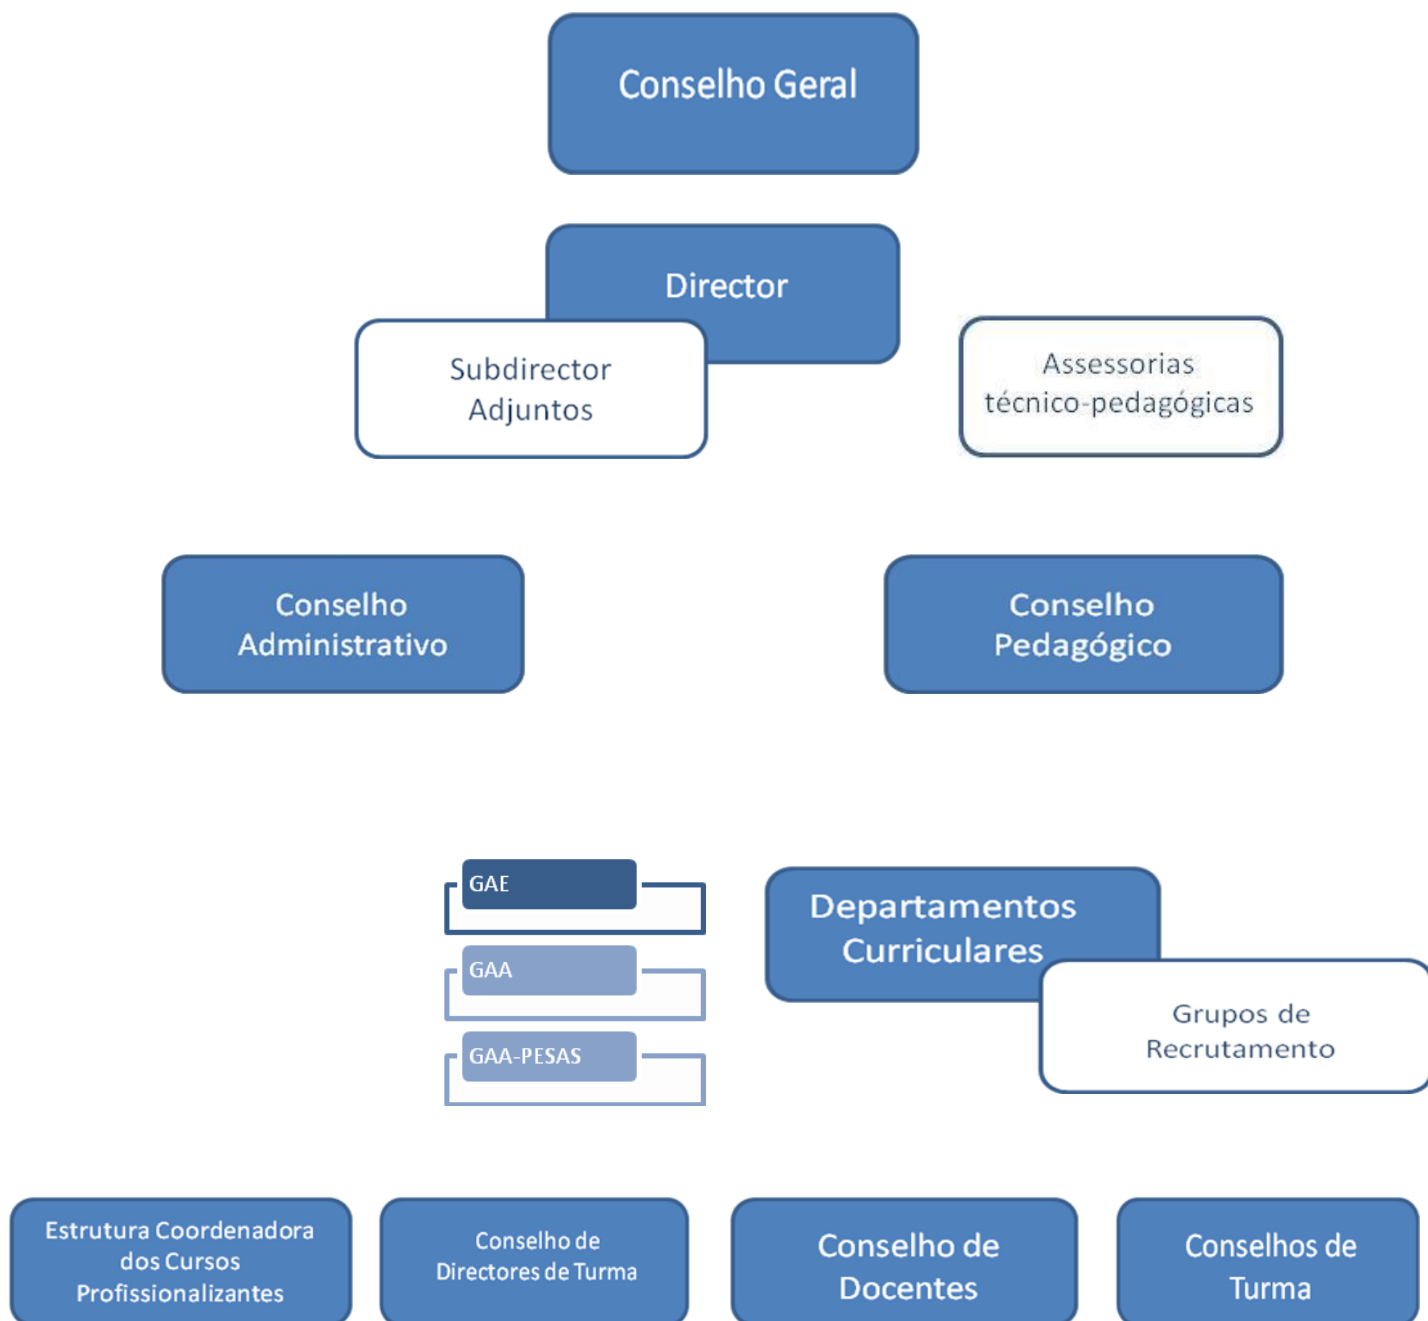 Conselho Geral
Director
Subdirector
Adjuntos
Assessorias
técnico-pedagógicas
Conselho
Administrativo
Conselho
Pedagógico
GAE
GAA
GAA-PESAS
Departamentos
Curriculares
Grupos de
Recrutamento
Estrutura Coordenadora
dos Cursos
Profissionalizantes
Conselho de
Directores de Turma
Conselho de
Docentes
Conselhos de
Turma